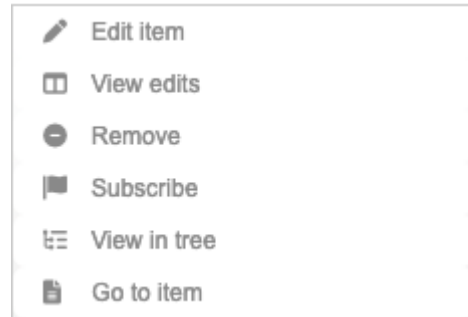 Edit item
View edits
Remove
Subscribe
View in tree
Go to item